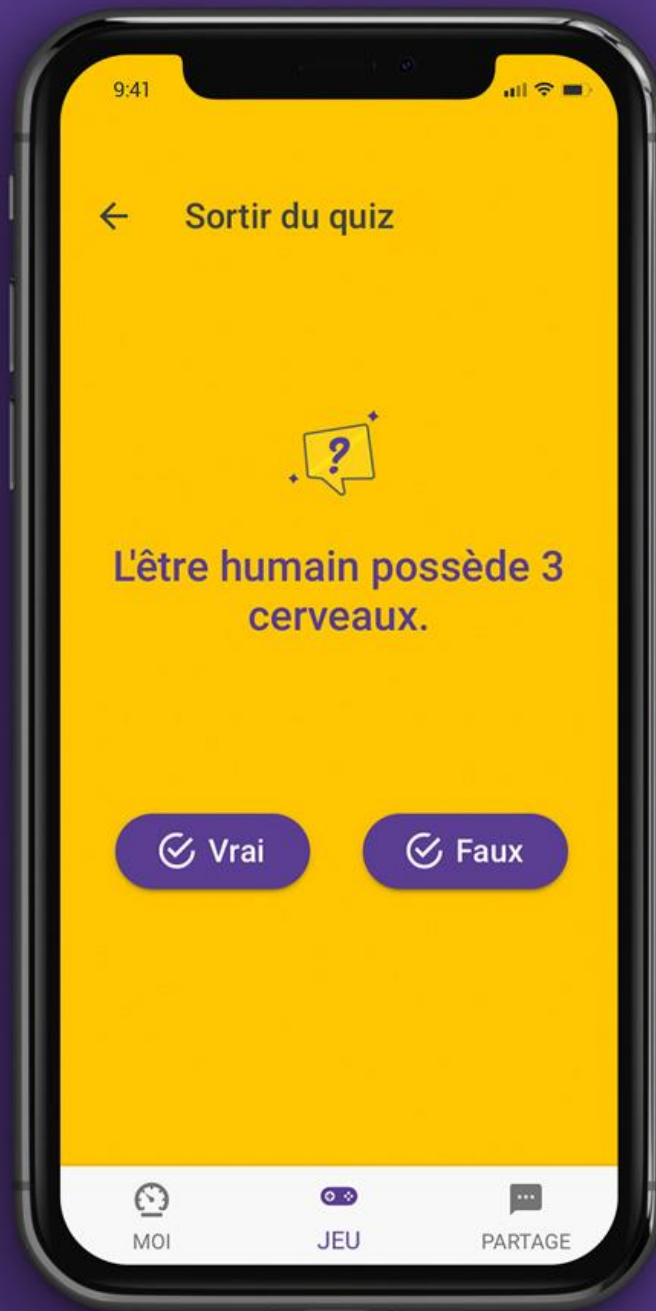 9:41
Sortir du quiz
?
L'être humain possède 3
cerveaux.
Vrai
Faux
MOI
JEU
PARTAGE